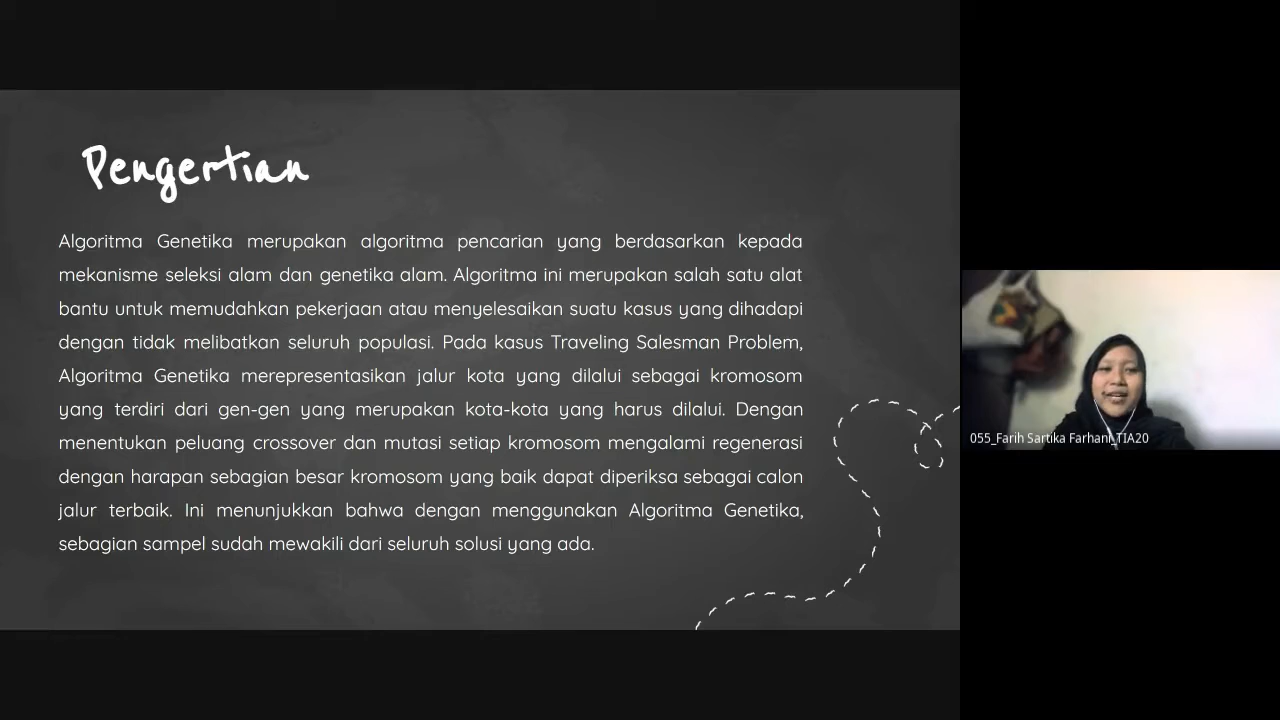 Pengertian
Algoritma Genetika merupakan algoritma pencarian yang berdasarkan kepada
mekanisme seleksi alam dan genetika alam. Algoritma ini merupakan salah satu alat
bantu untuk memudahkan pekerjaan atau menyelesaikan suatu kasus yang dihadapi
dengan tidak melibatkan seluruh populasi. Pada kasus Traveling Salesman Problem,
Algoritma Genetika merepresentasikan jalur kota yang dilalui sebagai kromosom
yang terdiri dari gen-gen yang merupakan kota-kota yang harus dilalui. Dengan
menentukan peluang crossover dan mutasi setiap kromosom mengalami regenerasi
dengan harapan sebagian besar kromosom yang baik dapat diperiksa sebagai calon
jalur terbaik. Ini menunjukkan bahwa dengan menggunakan Algoritma Genetika,
sebagian sampel sudah mewakili dari seluruh solusi yang ada.
055_Farih Sartika Farhani_TIA20